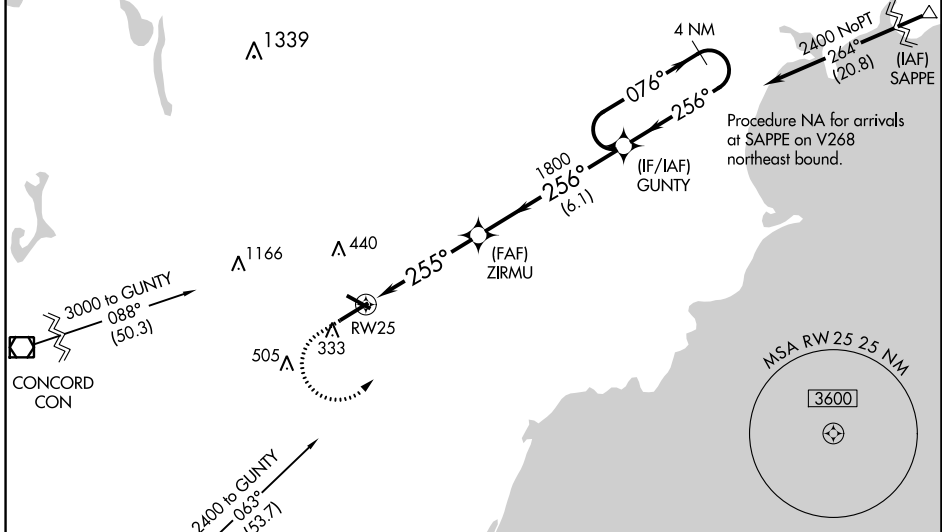 1339
4 NM
2400 NoPT
264°
(20.8)
(IAF)
SAPPE
076°
256°
Procedure NA for arrivals
at SAPPE on V268
northeast bound.
(IF/IAF)
GUNTY
1800
256°
(6.1)
(FAF)
ZIRMU
440
1166
255°
3000 to GUNTY
088°
(50.3)
RW25
333
505
CONCORD
CON
MSA RW 25 25 NM
3600
2400 to GUNTY
063°
(53.7)